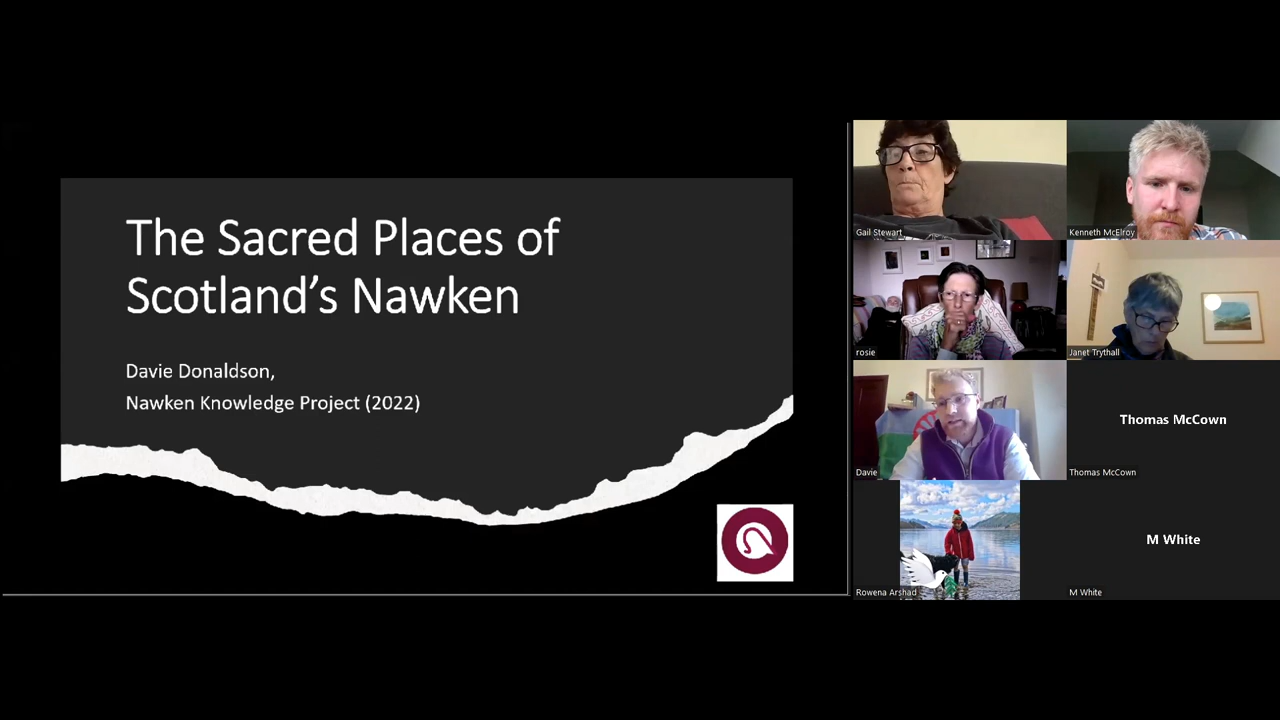 The Sacred Places of
Scotland's Nawken
Davie Donaldson,
Nawken Knowledge Project (2022)
Gail Stewart
Kenneth McElroy
rosie
Janet Trythall
Davie
Thomas McCown
Thomas McCown
Rowena Arshad
M White
M White